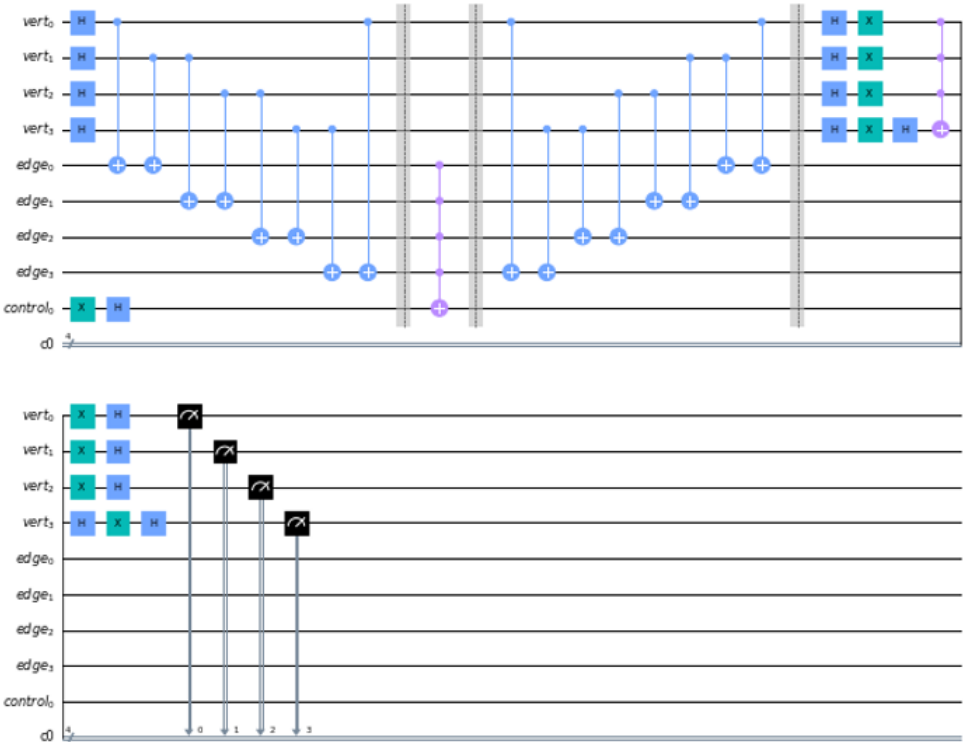 vert₀ H H X
vert₁ H H X
vert₂ H H X
vert₃ H H X H
edge₀
edge₁
edge₂
edge₃
control₀ X H
c0 4
vert₀ X H
vert₁ X H
vert₂ X H
vert₃ H X H
edge₀
edge₁
edge₂
edge₃
control₀
c0 4 0 1 2 3